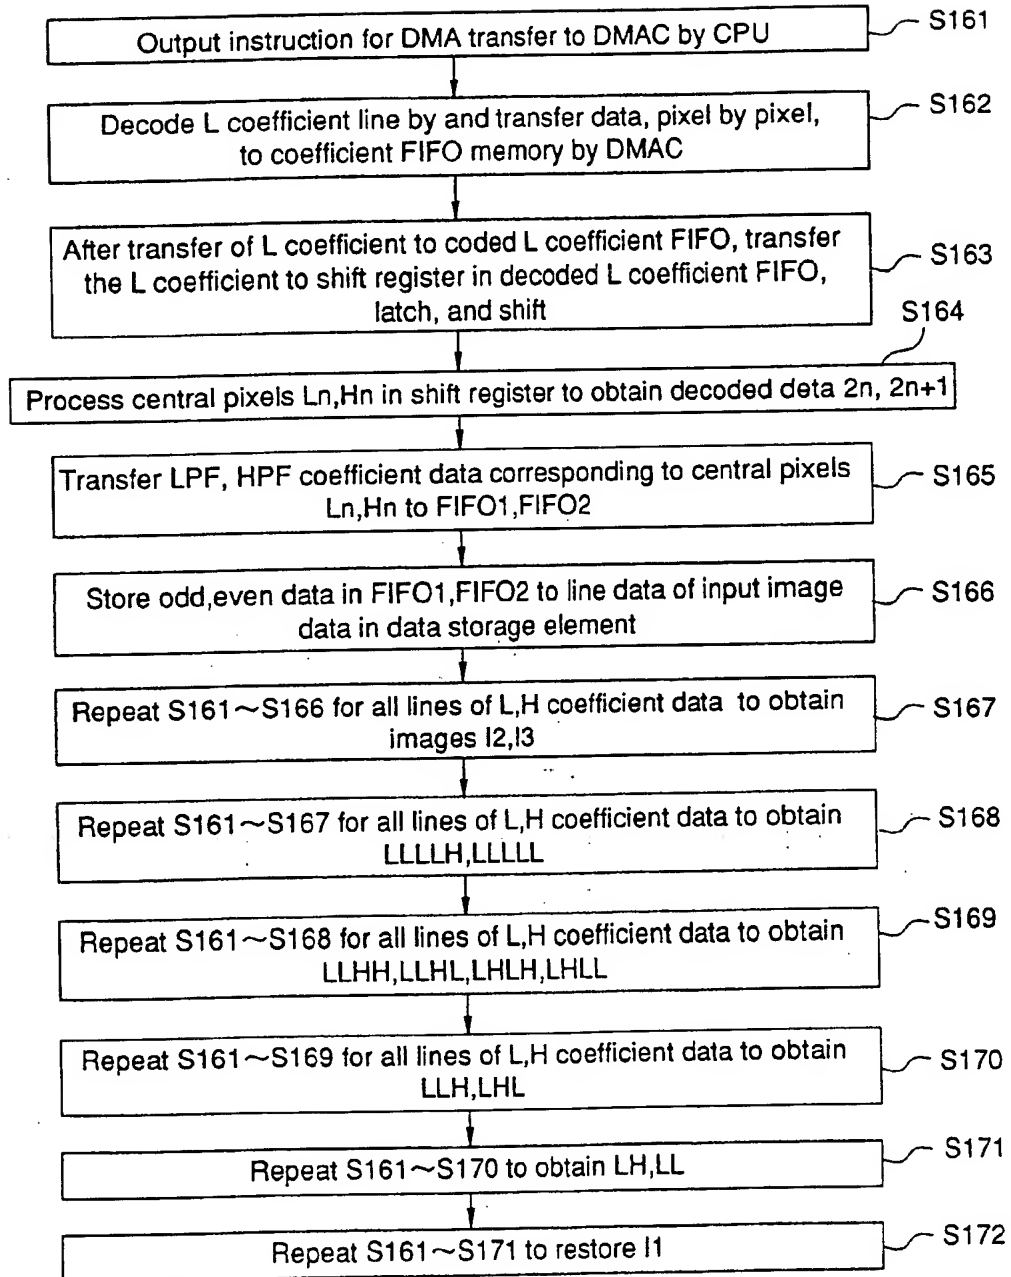 Output instruction for DMA transfer to DMAC by CPU
S161
Decode L coefficient line by and transfer data, pixel by pixel,
to coefficient FIFO memory by DMAC
S162
After transfer of L coefficient to coded L coefficient FIFO, transfer
the L coefficient to shift register in decoded L coefficient FIFO,
latch, and shift
S163
S164
Process central pixels Ln,Hn in shift register to obtain decoded deta 2n, 2n+1
Transfer LPF, HPF coefficient data corresponding to central pixels
Ln,Hn to FIFO1,FIFO2
S165
Store odd,even data in FIFO1,FIFO2 to line data of input image
data in data storage element
S166
Repeat S161~S166 for all lines of L,H coefficient data to obtain
images I2,I3
S167
Repeat S161~S167 for all lines of L,H coefficient data to obtain
LLLLH,LLLLL
S168
Repeat S161~S168 for all lines of L,H coefficient data to obtain
LLHH,LLHL,LHLH,LHLL
S169
Repeat S161~S169 for all lines of L,H coefficient data to obtain
LLH,LHL
S170
Repeat S161~S170 to obtain LH,LL
S171
Repeat S161~S171 to restore I1
S172